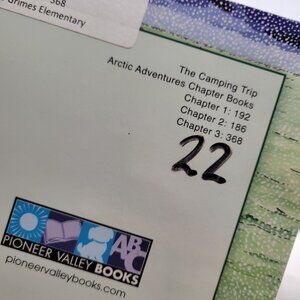 368
Grimes Elementary
The Camping Trip
Arctic Adventures Chapter Books
Chapter 1: 192
Chapter 2: 186
Chapter 3: 368
22
ABC
PIONEER VALLEY
BOOKS
pioneervalleybooks.com